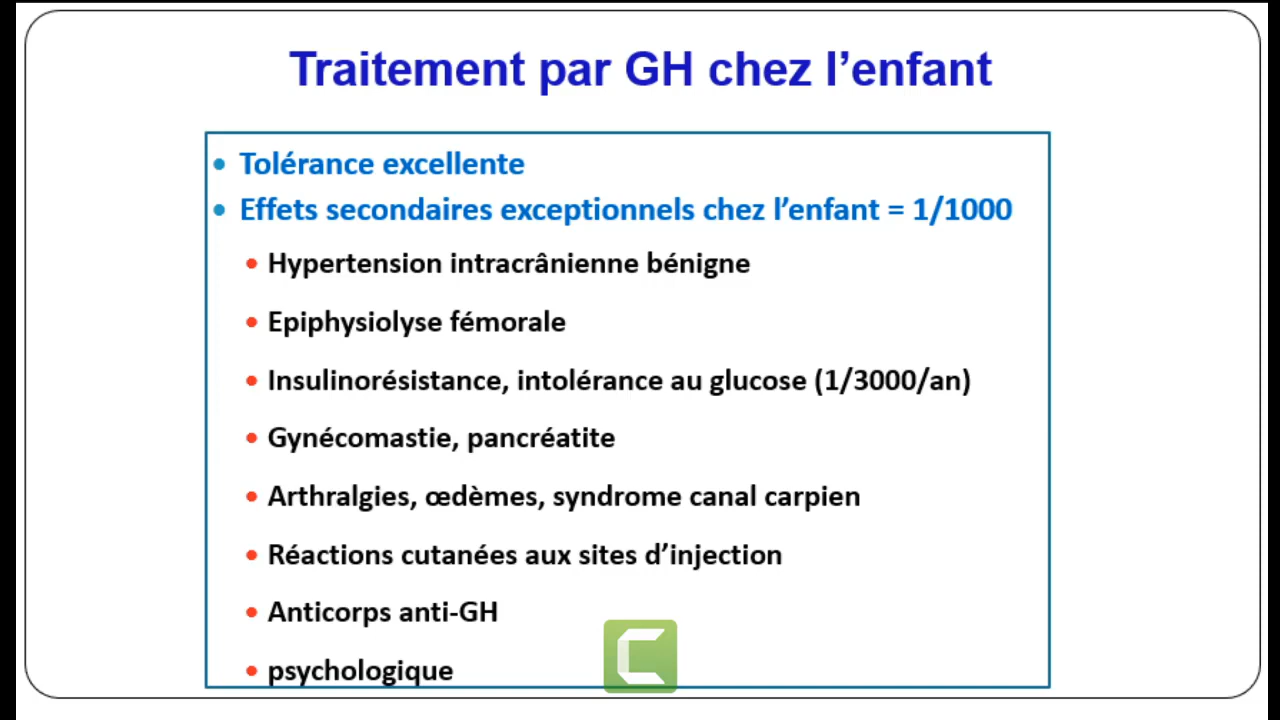 Traitement par GH chez l’enfant
• Tolérance excellente
• Effets secondaires exceptionnels chez l’enfant = 1/1000
• Hypertension intracrânienne bénigne
• Epiphysiolyse fémorale
• Insulinorésistance, intolérance au glucose (1/3000/an)
• Gynécomastie, pancréatite
• Arthralgies, œdèmes, syndrome canal carpien
• Réactions cutanées aux sites d’injection
• Anticorps anti-GH
• psychologique